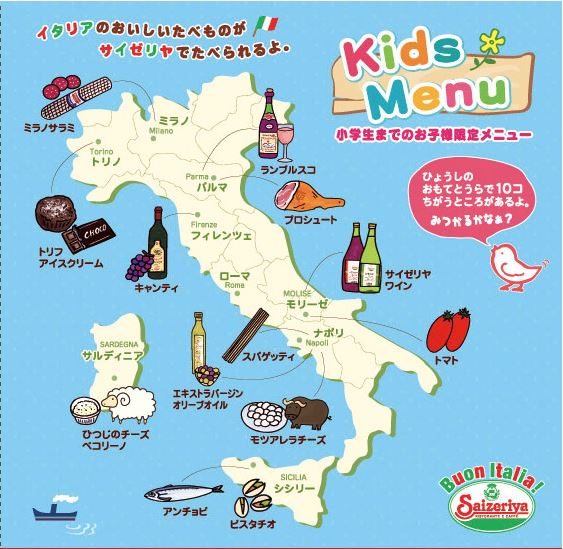 イタリアのおいしいたべものが
サイゼリヤでたべられるよ。
Kids
Menu
小学生までのお子様限定メニュー
ひょうしの
おもてとうらで10コ
ちがうところがあるよ。
みつかるかなぁ？
ミラノサラミ
ミラノ
Milano
Torino
トリノ
ランブルスコ
Parma
パルマ
プロシュート
CHOCO
トリフ
アイスクリーム
Firenze
フィレンツェ
キャンティ
ローマ
Roma
サイゼリヤ
ワイン
MOLISE
モリーゼ
ナポリ
Napoli
トマト
スパゲッティ
SARDEGNA
サルディニア
エキストラバージン
オリーブオイル
ひつじのチーズ
ペコリーノ
モツァレラチーズ
SICILIA
シシリー
アンチョビ
ピスタチオ
Buon Italia!
Saizeriya
RISTORANTE E CAFFÈ